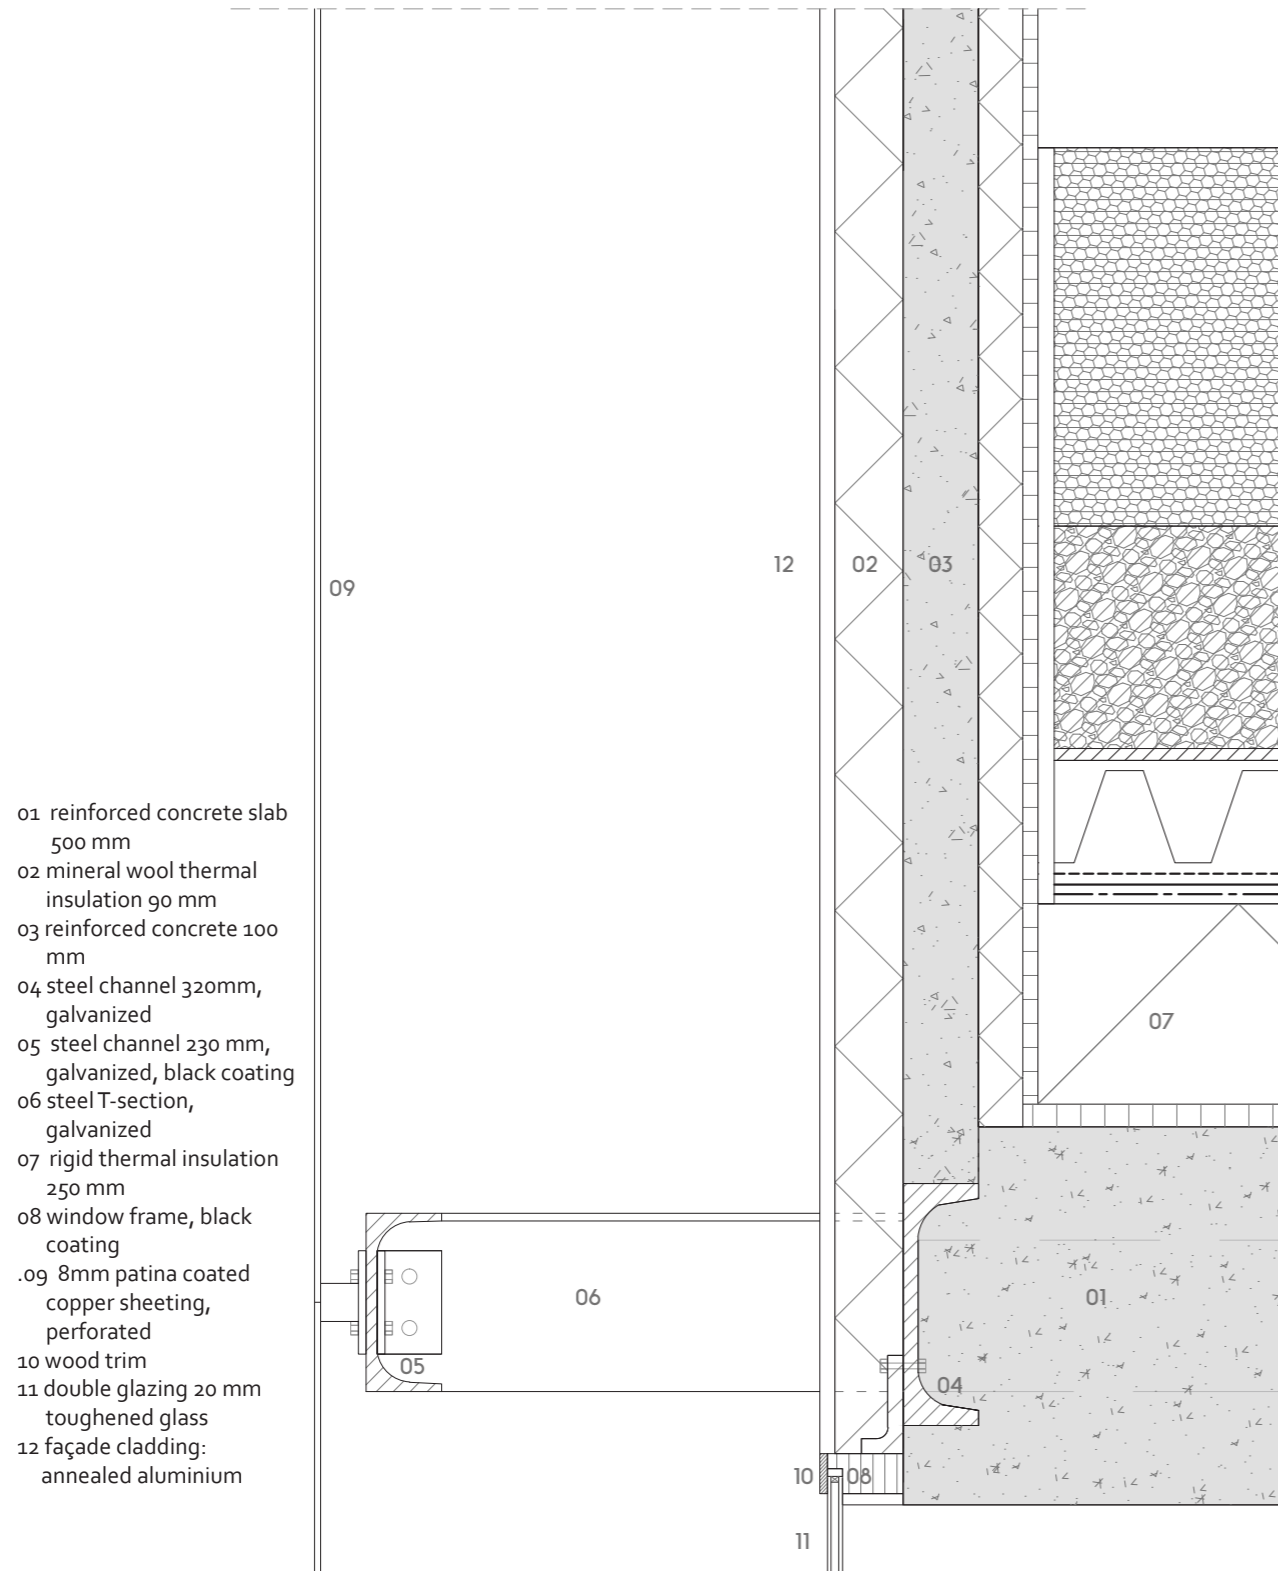 12
02
03
09
01 reinforced concrete slab
500 mm
02 mineral wool thermal
insulation 90 mm
03 reinforced concrete 100
mm
04 steel channel 320mm,
galvanized
05 steel channel 230 mm,
galvanized, black coating
06 steel T-section,
galvanized
07 rigid thermal insulation
250 mm
08 window frame, black
coating
.09 8mm patina coated
copper sheeting,
perforated
10 wood trim
11 double glazing 20 mm
toughened glass
12 façade cladding:
annealed aluminium
07
06
01
05
04
10
08
11